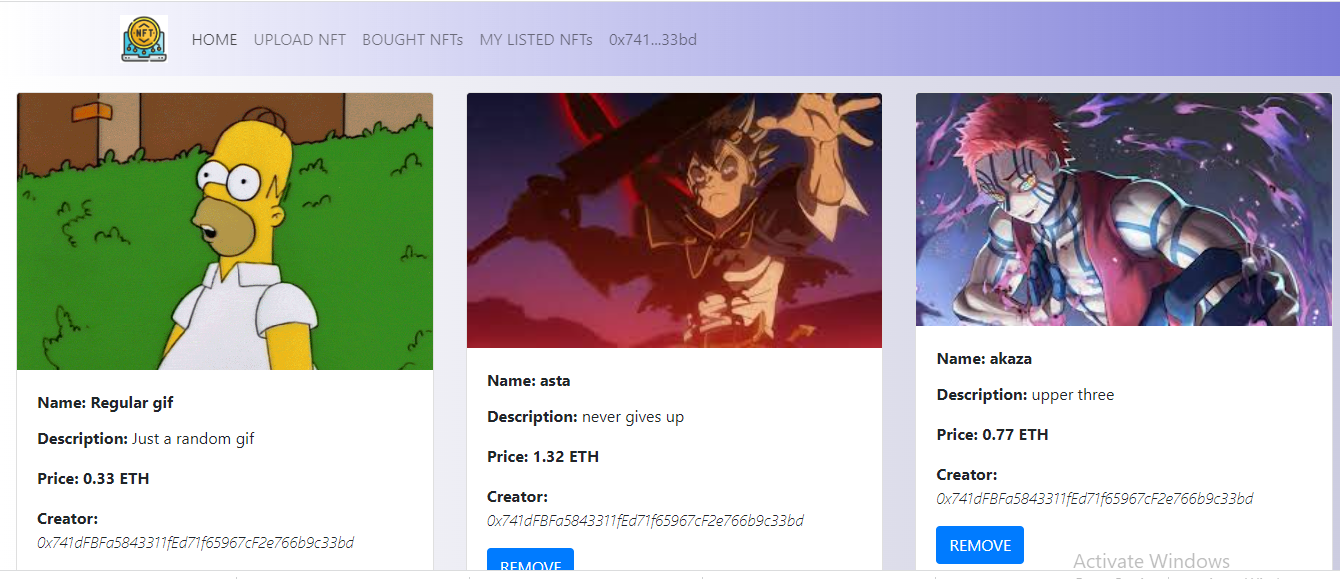 NFT
HOME UPLOAD NFT BOUGHT NFTs MY LISTED NFTs 0x741...33bd
Name: Regular gif
Description: Just a random gif
Price: 0.33 ETH
Creator:
0x741dFBFa5843311fEd71f65967cF2e766b9c33bd
Name: asta
Description: never gives up
Price: 1.32 ETH
Creator:
0x741dFBFa5843311fEd71f65967cF2e766b9c33bd
REMOVE
Name: akaza
Description: upper three
Price: 0.77 ETH
Creator:
0x741dFBFa5843311fEd71f65967cF2e766b9c33bd
REMOVE
Activate Windows